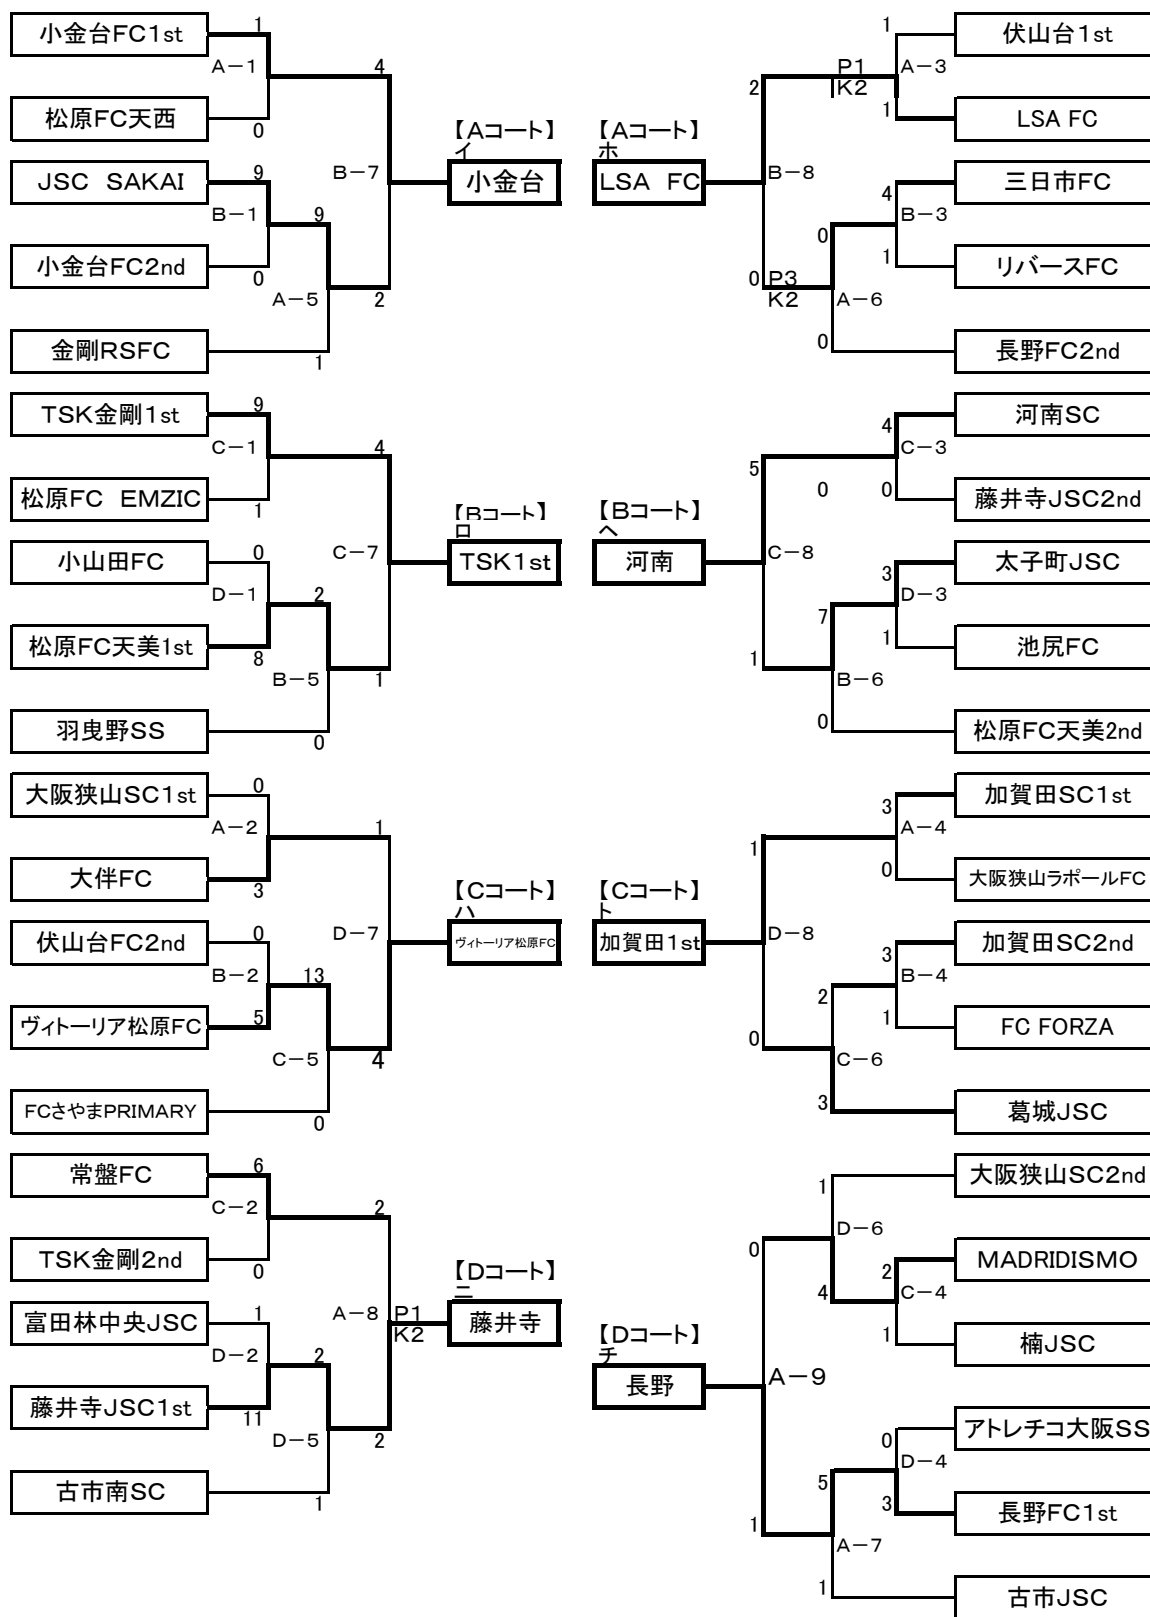 小金台FC1st
1
A－1
4
松原FC天西
0
JSC　SAKAI
9
B－1
9
小金台FC2nd
0
A－5
2
金剛RSFC
1
B－7
【Aコート】
イ
小金台
TSK金剛1st
9
C－1
4
松原FC　EMZIC
1
小山田FC
0
D－1
2
松原FC天美1st
8
B－5
1
羽曳野SS
0
C－7
【Bコート】
ロ
TSK1st
大阪狭山SC1st
0
A－2
1
大伴FC
3
伏山台FC2nd
0
B－2
13
ヴィトーリア松原FC
5
C－5
4
FCさやまPRIMARY
0
D－7
【Cコート】
ハ
ヴィトーリア松原FC
常盤FC
6
C－2
2
TSK金剛2nd
0
富田林中央JSC
1
D－2
2
藤井寺JSC1st
11
D－5
2
古市南SC
1
A－8
P1
K2
【Dコート】
ニ
藤井寺
【Aコート】
ホ
LSA　FC
2
B－8
P1
K2
1
A－3
1
伏山台1st
LSA FC
4
B－3
1
三日市FC
リバースFC
0
0
P3
K2
A－6
0
長野FC2nd
【Bコート】
ヘ
河南
5
C－8
4
C－3
0
0
河南SC
藤井寺JSC2nd
3
D－3
1
太子町JSC
池尻FC
7
1
B－6
0
松原FC天美2nd
【Cコート】
ト
加賀田1st
1
D－8
3
A－4
0
加賀田SC1st
大阪狭山ラポールFC
3
B－4
1
加賀田SC2nd
FC FORZA
2
0
C－6
3
葛城JSC
【Dコート】
チ
長野
0
A－9
1
D－6
大阪狭山SC2nd
4
2
C－4
1
MADRIDISMO
楠JSC
0
D－4
3
アトレチコ大阪SS
長野FC1st
5
1
A－7
1
古市JSC